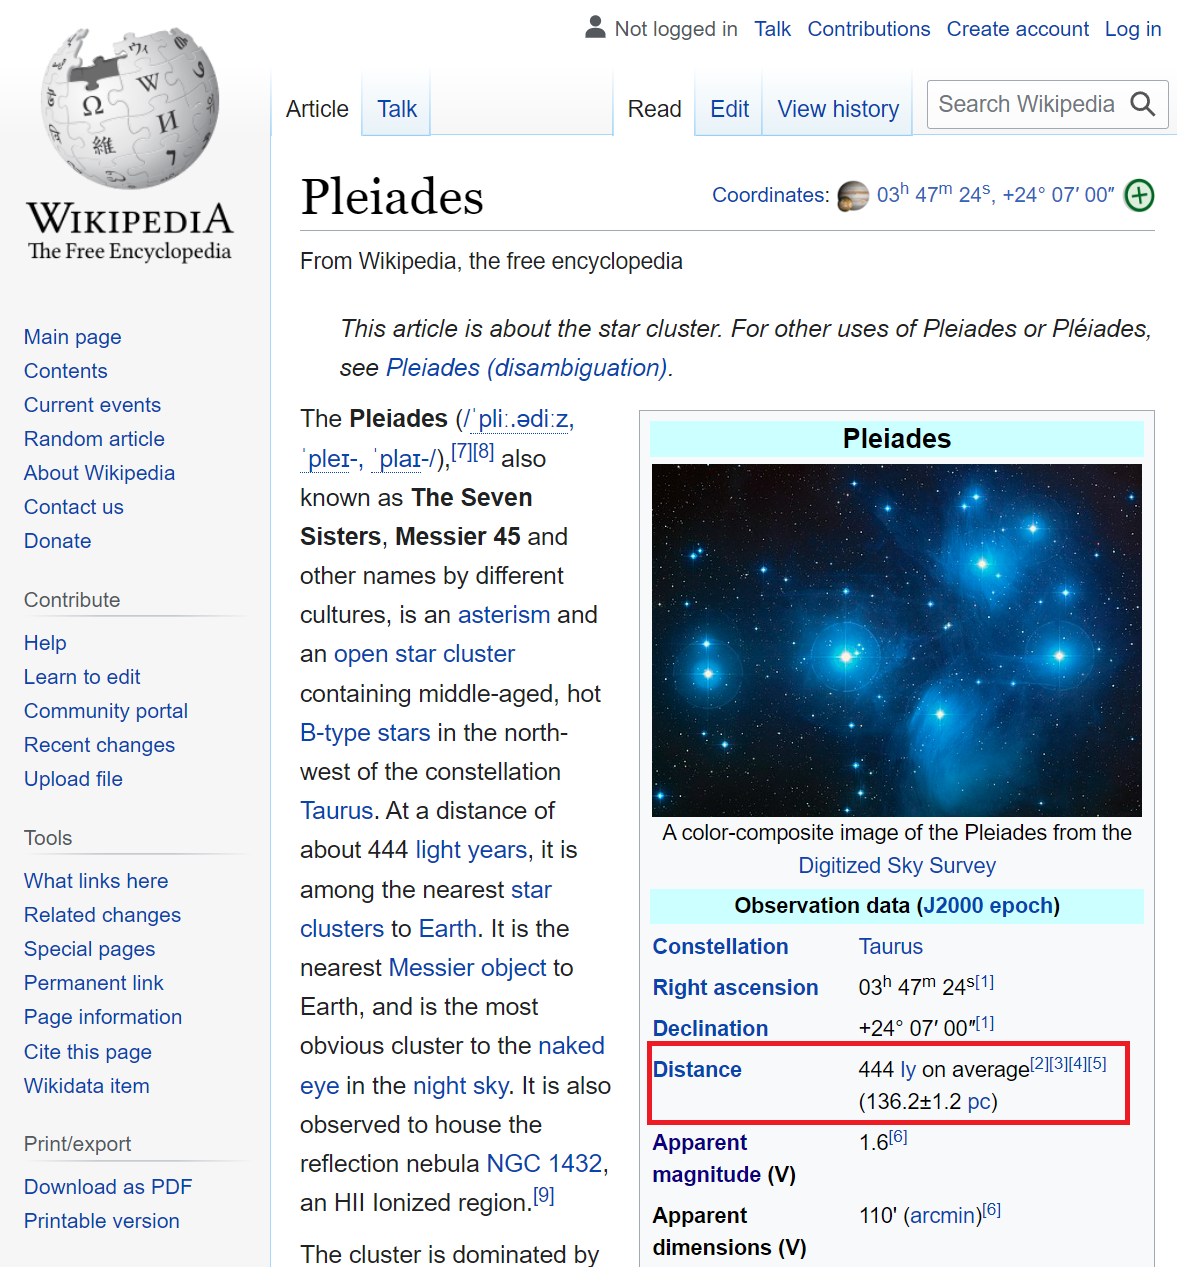 Not logged in Talk Contributions Create account Log in
Article Talk Read Edit View history Search Wikipedia
WIKIPEDIA
The Free Encyclopedia
Main page
Contents
Current events
Random article
About Wikipedia
Contact us
Donate
Contribute
Help
Learn to edit
Community portal
Recent changes
Upload file
Tools
What links here
Related changes
Special pages
Permanent link
Page information
Cite this page
Wikidata item
Print/export
Download as PDF
Printable version
Pleiades
Coordinates: 03h 47m 24s, +24° 07′ 00″
From Wikipedia, the free encyclopedia
This article is about the star cluster. For other uses of Pleiades or Pléiades,
see Pleiades (disambiguation).
The Pleiades (/ˈpliː.ədiːz,
ˈpleɪ-, ˈplaɪ-/),[7][8] also
known as The Seven
Sisters, Messier 45 and
other names by different
cultures, is an asterism and
an open star cluster
containing middle-aged, hot
B-type stars in the north-
west of the constellation
Taurus. At a distance of
about 444 light years, it is
among the nearest star
clusters to Earth. It is the
nearest Messier object to
Earth, and is the most
obvious cluster to the naked
eye in the night sky. It is also
observed to house the
reflection nebula NGC 1432,
an HII Ionized region.[9]
The cluster is dominated by
Pleiades
A color-composite image of the Pleiades from the
Digitized Sky Survey
Observation data (J2000 epoch)
Constellation Taurus
Right ascension 03h 47m 24s[1]
Declination +24° 07′ 00″[1]
Distance 444 ly on average[2][3][4][5]
(136.2±1.2 pc)
Apparent 1.6[6]
magnitude (V)
Apparent 110' (arcmin)[6]
dimensions (V)